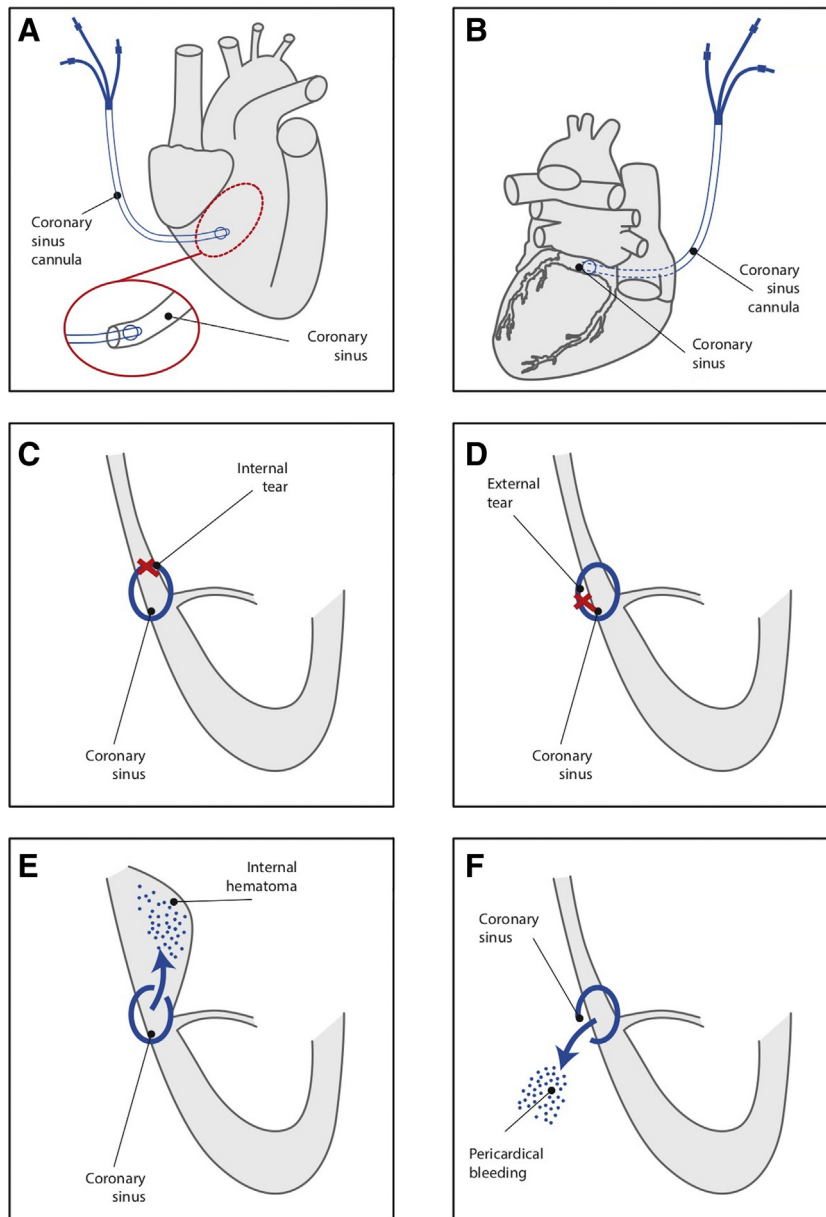 A
Coronary
sinus
cannula
Coronary
sinus
B
Coronary
sinus
cannula
Coronary
sinus
C
Internal
tear
Coronary
sinus
D
External
tear
Coronary
sinus
E
Internal
hematoma
Coronary
sinus
F
Coronary
sinus
Pericardical
bleeding